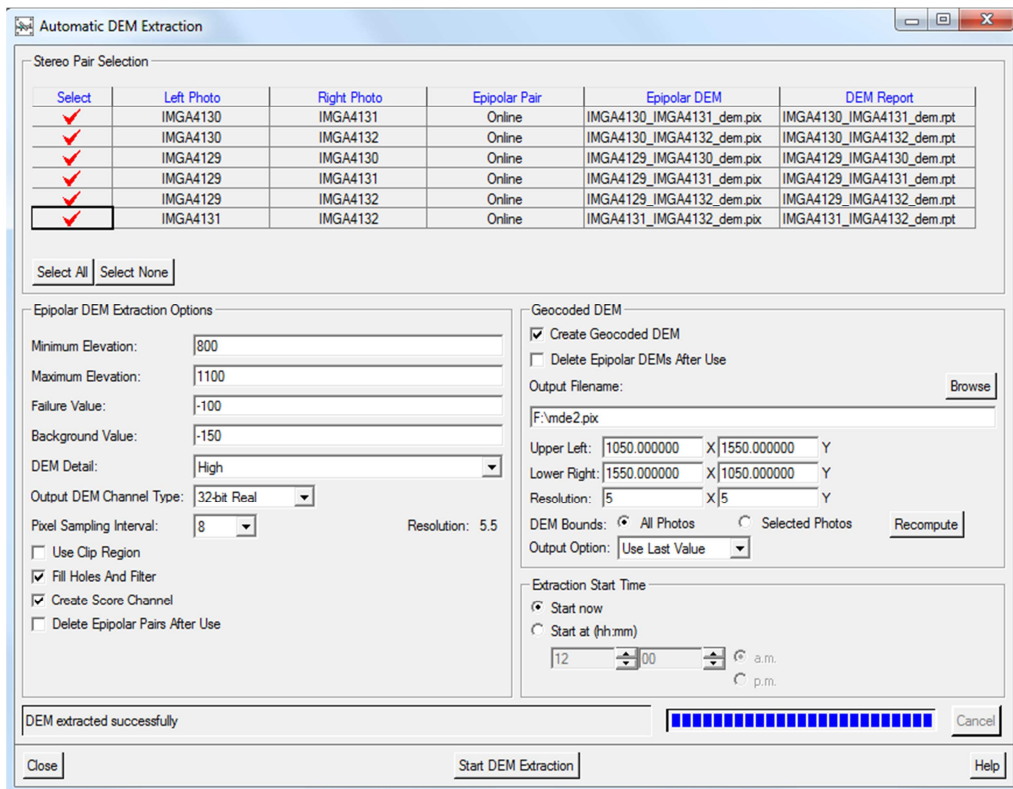 Automatic DEM Extraction
Stereo Pair Selection
Select Left Photo Right Photo Epipolar Pair Epipolar DEM DEM Report
IMGA4130 IMGA4131 Online IMGA4130_IMGA4131_dem.pix IMGA4130_IMGA4131_dem.rpt
IMGA4130 IMGA4132 Online IMGA4130_IMGA4132_dem.pix IMGA4130_IMGA4132_dem.rpt
IMGA4129 IMGA4130 Online IMGA4129_IMGA4130_dem.pix IMGA4129_IMGA4130_dem.rpt
IMGA4129 IMGA4131 Online IMGA4129_IMGA4131_dem.pix IMGA4129_IMGA4131_dem.rpt
IMGA4129 IMGA4132 Online IMGA4129_IMGA4132_dem.pix IMGA4129_IMGA4132_dem.rpt
IMGA4131 IMGA4132 Online IMGA4131_IMGA4132_dem.pix IMGA4131_IMGA4132_dem.rpt
Select All Select None
Epipolar DEM Extraction Options
Minimum Elevation: 800
Maximum Elevation: 1100
Failure Value: -100
Background Value: -150
DEM Detail: High
Output DEM Channel Type: 32-bit Real
Pixel Sampling Interval: 8 Resolution: 5.5
Use Clip Region
Fill Holes And Filter
Create Score Channel
Delete Epipolar Pairs After Use
Geocoded DEM
Create Geocoded DEM
Delete Epipolar DEMs After Use
Output Filename: Browse
F:\mde2.pix
Upper Left: 1050.000000 X 1550.000000 Y
Lower Right: 1550.000000 X 1050.000000 Y
Resolution: 5 X 5 Y
DEM Bounds: All Photos Selected Photos Recompute
Output Option: Use Last Value
Extraction Start Time
Start now
Start at (hh:mm)
12 00 a.m.
p.m.
DEM extracted successfully Cancel
Close Start DEM Extraction Help